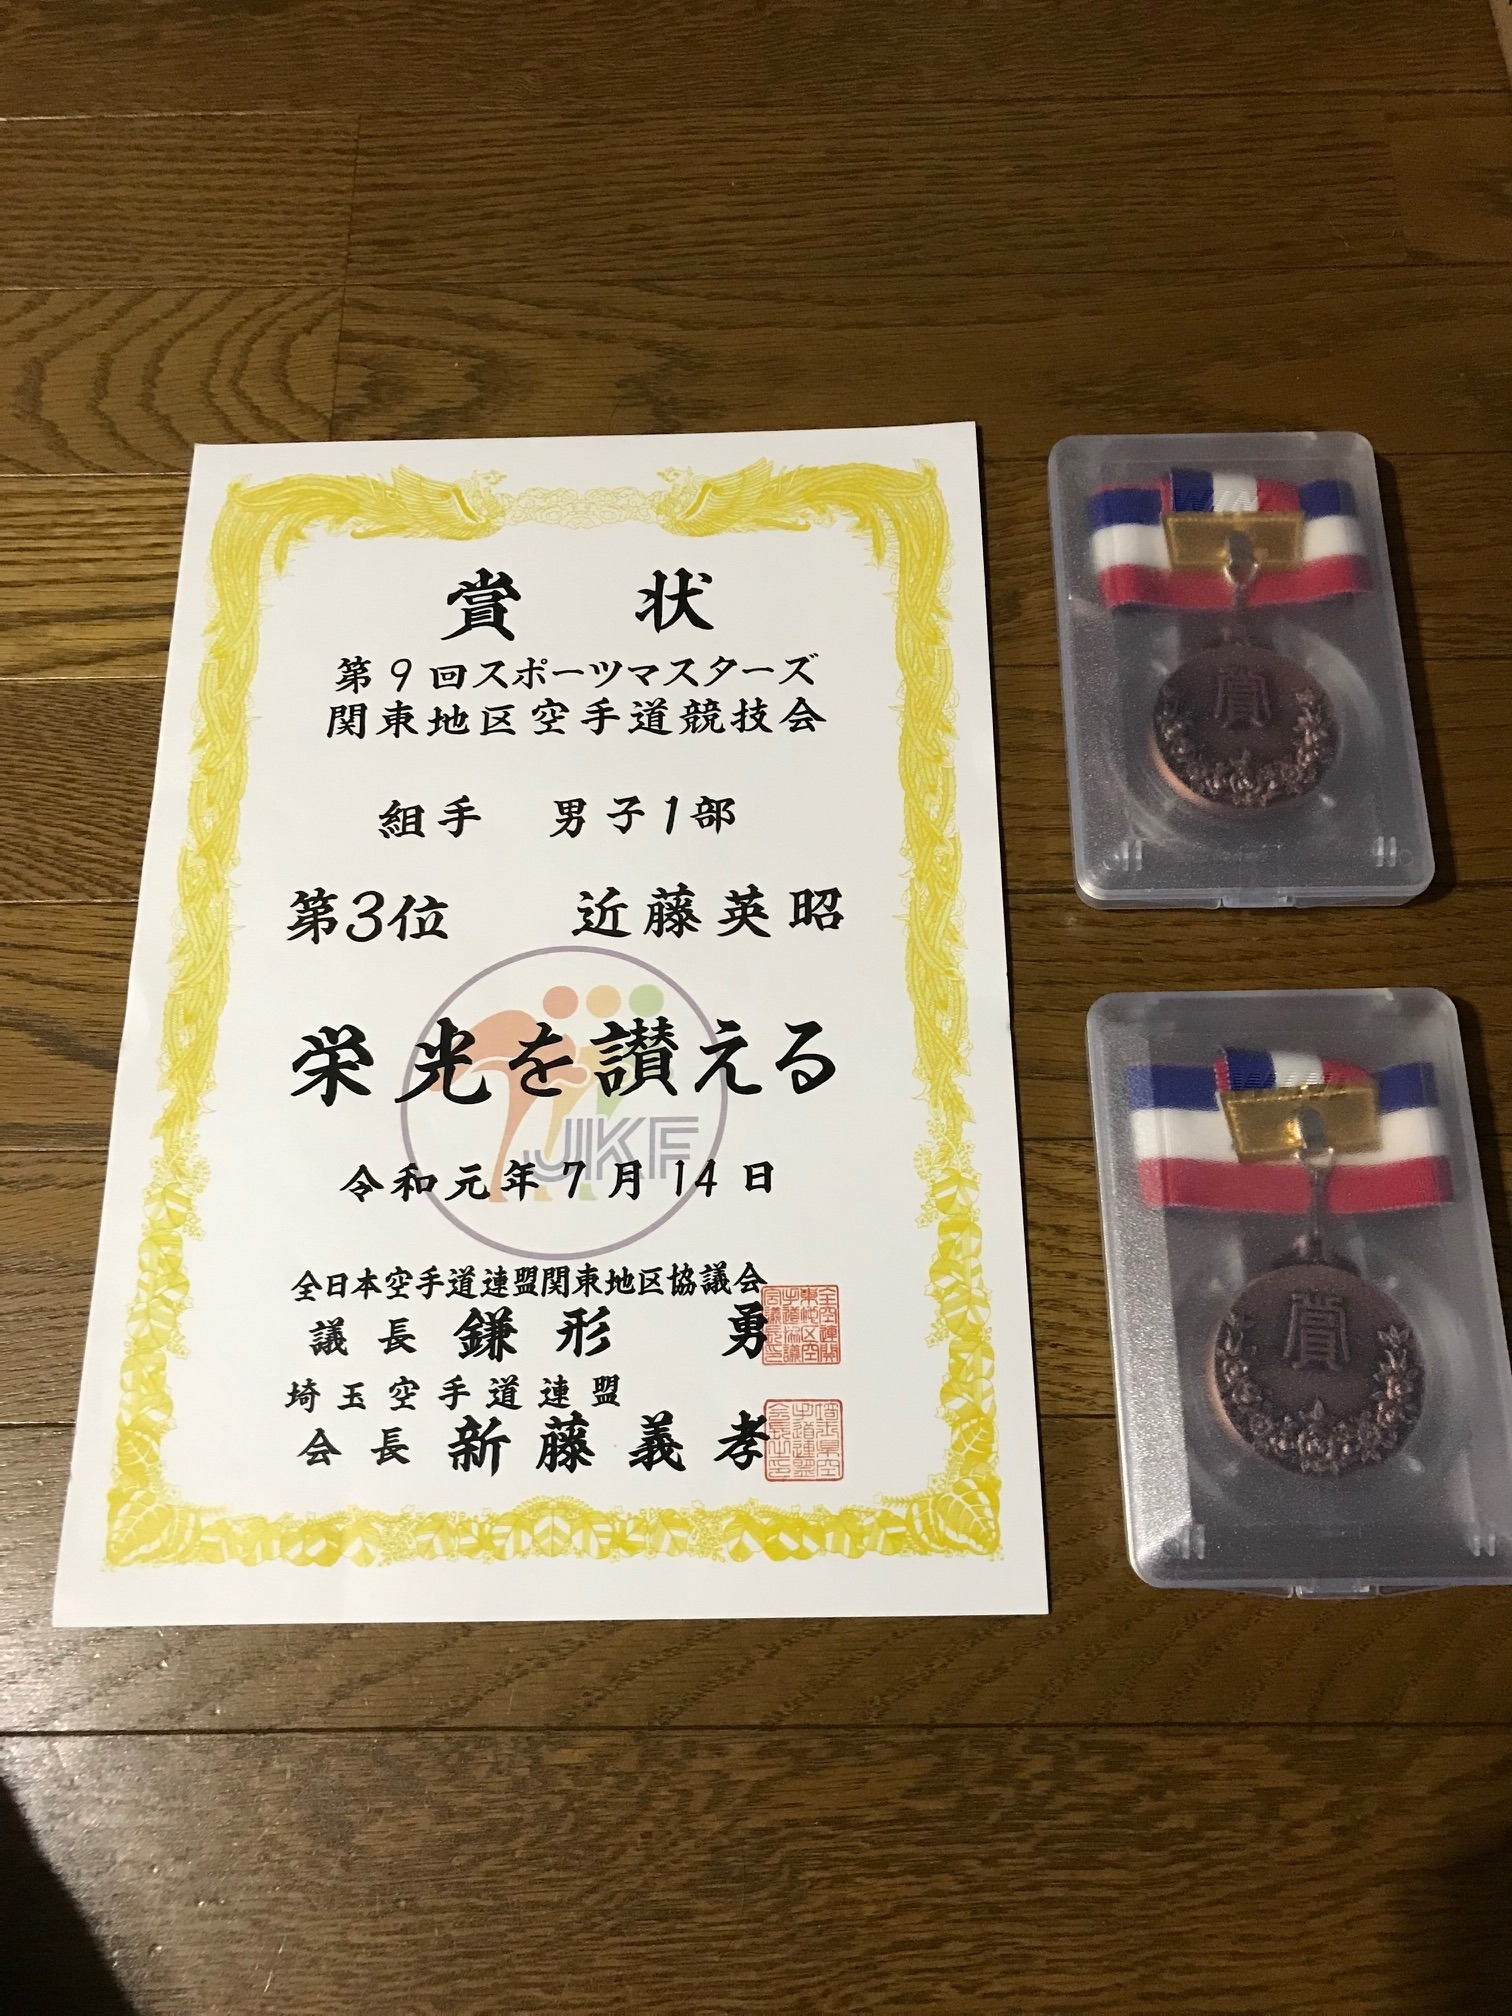 賞状
第9回スポーツマスターズ
関東地区空手道競技会
組手 男子1部
第3位 近藤英昭
栄光を讃える
JKF
令和元年7月14日
全日本空手道連盟関東地区協議会
議長 鎌形 勇
埼玉空手道連盟
会長 新藤義孝
WIN
賞
賞